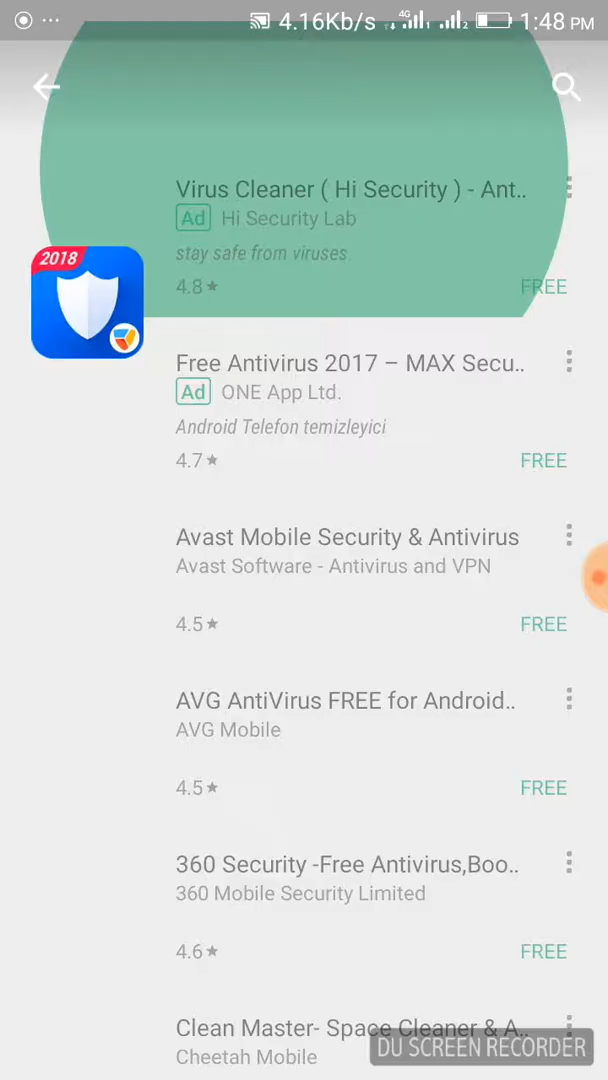 4.16Kb/s 4G 1 2 1:48 PM
Virus Cleaner ( Hi Security ) - Ant..
Ad Hi Security Lab
stay safe from viruses
4.8★ FREE
2018
Free Antivirus 2017 – MAX Secu..
Ad ONE App Ltd.
Android Telefon temizleyici
4.7★ FREE
Avast Mobile Security & Antivirus
Avast Software - Antivirus and VPN
4.5★ FREE
AVG AntiVirus FREE for Android..
AVG Mobile
4.5★ FREE
360 Security -Free Antivirus,Boo..
360 Mobile Security Limited
4.6★ FREE
Clean Master- Space Cleaner & A..
Cheetah Mobile
DU SCREEN RECORDER